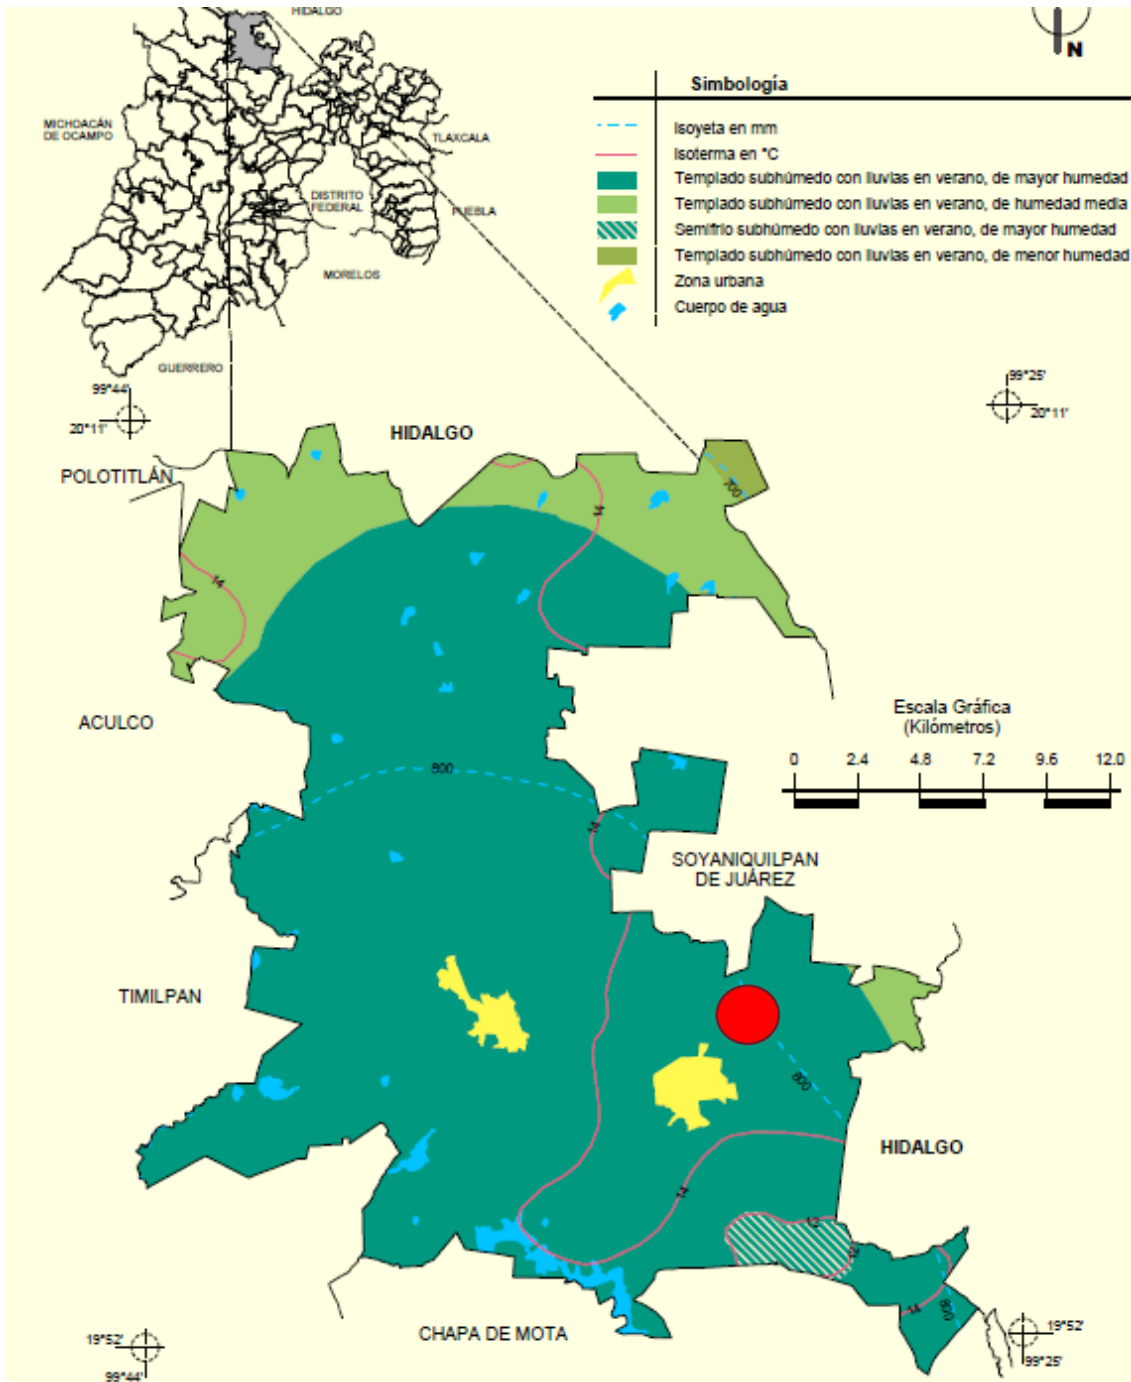 HIDALGO
N
MICHOACÁN
DE OCAMPO
TLAXCALA
DISTRITO
FEDERAL
PUEBLA
MORELOS
GUERRERO
Simbología
Isoyeta en mm
Isoterma en °C
Templado subhúmedo con lluvias en verano, de mayor humedad
Templado subhúmedo con lluvias en verano, de humedad media
Semifrío subhúmedo con lluvias en verano, de mayor humedad
Templado subhúmedo con lluvias en verano, de menor humedad
Zona urbana
Cuerpo de agua
99°44'
20°11'
99°25'
20°11'
HIDALGO
POLOTITLÁN
700
14
14
ACULCO
Escala Gráfica
(Kilómetros)
0 2.4 4.8 7.2 9.6 12.0
800
14
SOYANIQUILPAN
DE JUÁREZ
TIMILPAN
800
HIDALGO
14
12
12
14
800
CHAPA DE MOTA
19°52'
99°44'
19°52'
99°25'